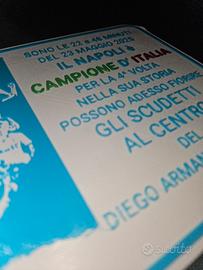 SONO LE 22 e 45 MINUTI
DEL 23 MAGGIO 2025
IL NAPOLI È
CAMPIONE D'ITALIA
PER LA 4ª VOLTA
NELLA SUA STORIA
POSSONO ADESSO FIORIRE
GLI SCUDETTI
AL CENTRO
DEL
DIEGO ARMAN
subito